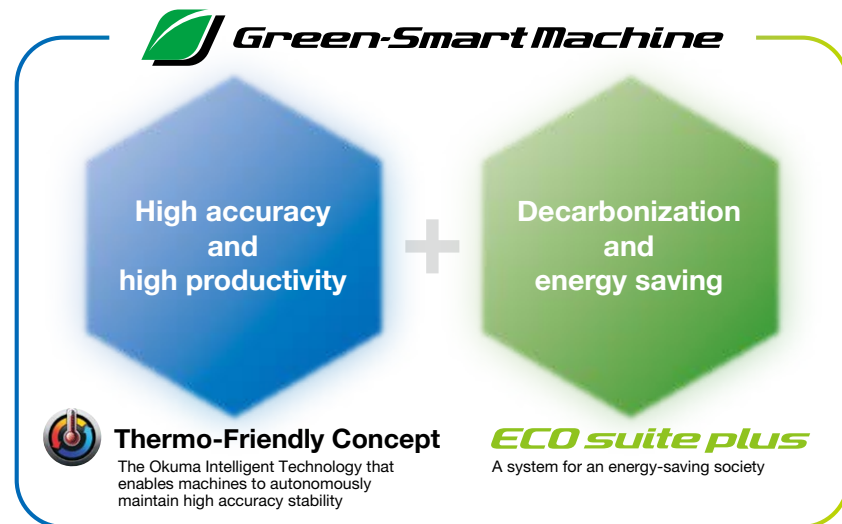 Green-Smart Machine
High accuracy
and
high productivity
+
Decarbonization
and
energy saving
Thermo-Friendly Concept
The Okuma Intelligent Technology that
enables machines to autonomously
maintain high accuracy stability
ECO suite plus
A system for an energy-saving society